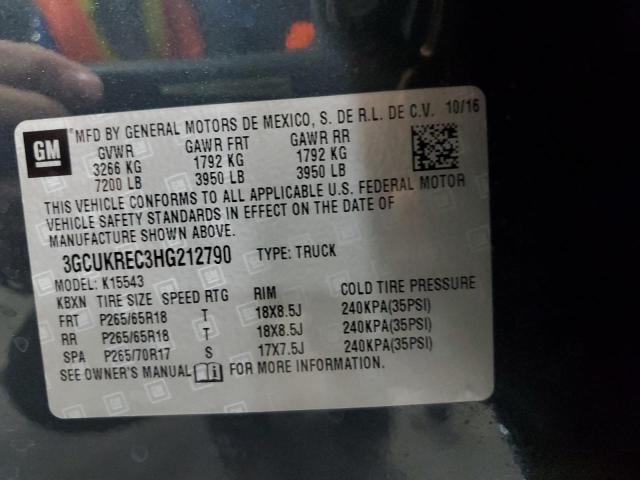 GM
® MFD BY GENERAL MOTORS DE MEXICO, S. DE R.L. DE C.V. 10/16
GVWR GAWR FRT GAWR RR
3266 KG 1792 KG 1792 KG
7200 LB 3950 LB 3950 LB
THIS VEHICLE CONFORMS TO ALL APPLICABLE U.S. FEDERAL MOTOR
VEHICLE SAFETY STANDARDS IN EFFECT ON THE DATE OF
MANUFACTURE SHOWN ABOVE.
3GCUKREC3HG212790 TYPE: TRUCK
MODEL: K15543
KBXN TIRE SIZE SPEED RTG RIM COLD TIRE PRESSURE
FRT P265/65R18 T 18X8.5J 240KPA(35PSI)
RR P265/65R18 T 18X8.5J 240KPA(35PSI)
SPA P265/70R17 S 17X7.5J 240KPA(35PSI)
SEE OWNER'S MANUAL FOR MORE INFORMATION.